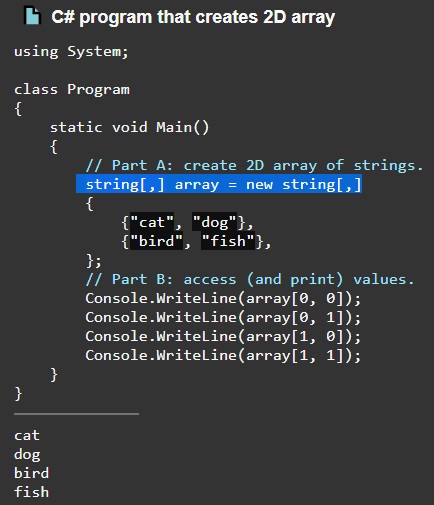 C# program that creates 2D array
using System;
class Program
{
    static void Main()
    {
        // Part A: create 2D array of strings.
        string[,] array = new string[,]
        {
            {"cat", "dog"},
            {"bird", "fish"},
        };
        // Part B: access (and print) values.
        Console.WriteLine(array[0, 0]);
        Console.WriteLine(array[0, 1]);
        Console.WriteLine(array[1, 0]);
        Console.WriteLine(array[1, 1]);
    }
}
cat
dog
bird
fish